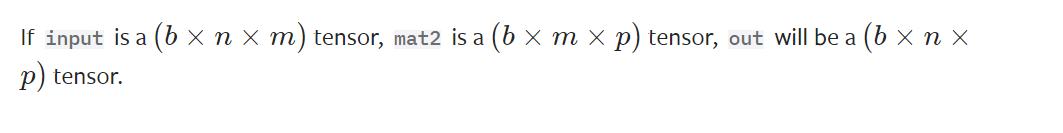 If input is a (b × n × m) tensor, mat2 is a (b × m × p) tensor, out will be a (b × n ×
p) tensor.